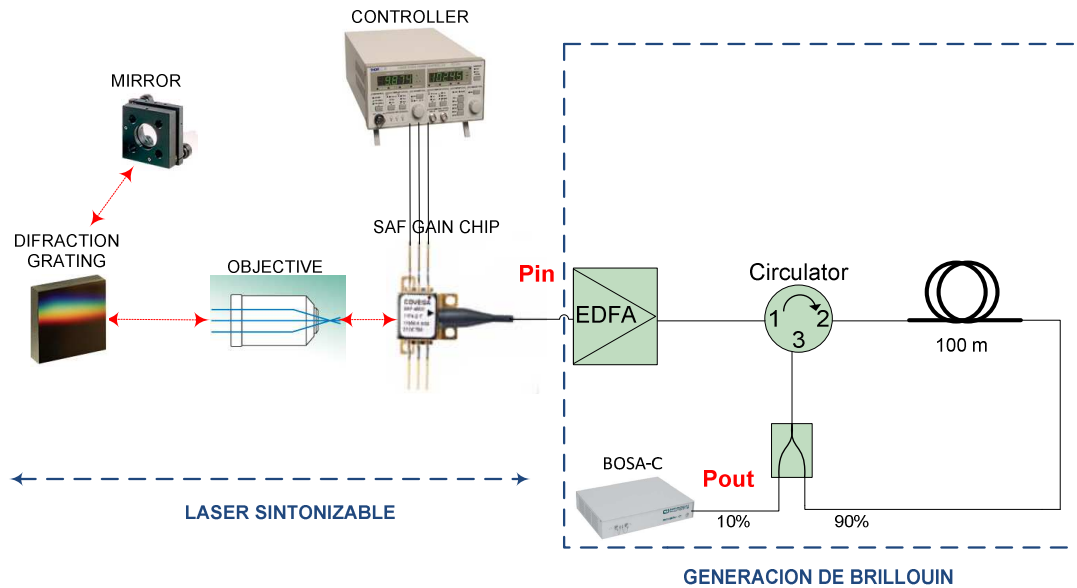 CONTROLLER
MIRROR
DIFRACTION
GRATING
OBJECTIVE
SAF GAIN CHIP
COVEGA
Pin
EDFA
Circulator
1
2
3
100 m
BOSA-C
Pout
10%
90%
LASER SINTONIZABLE
GENERACION DE BRILLOUIN